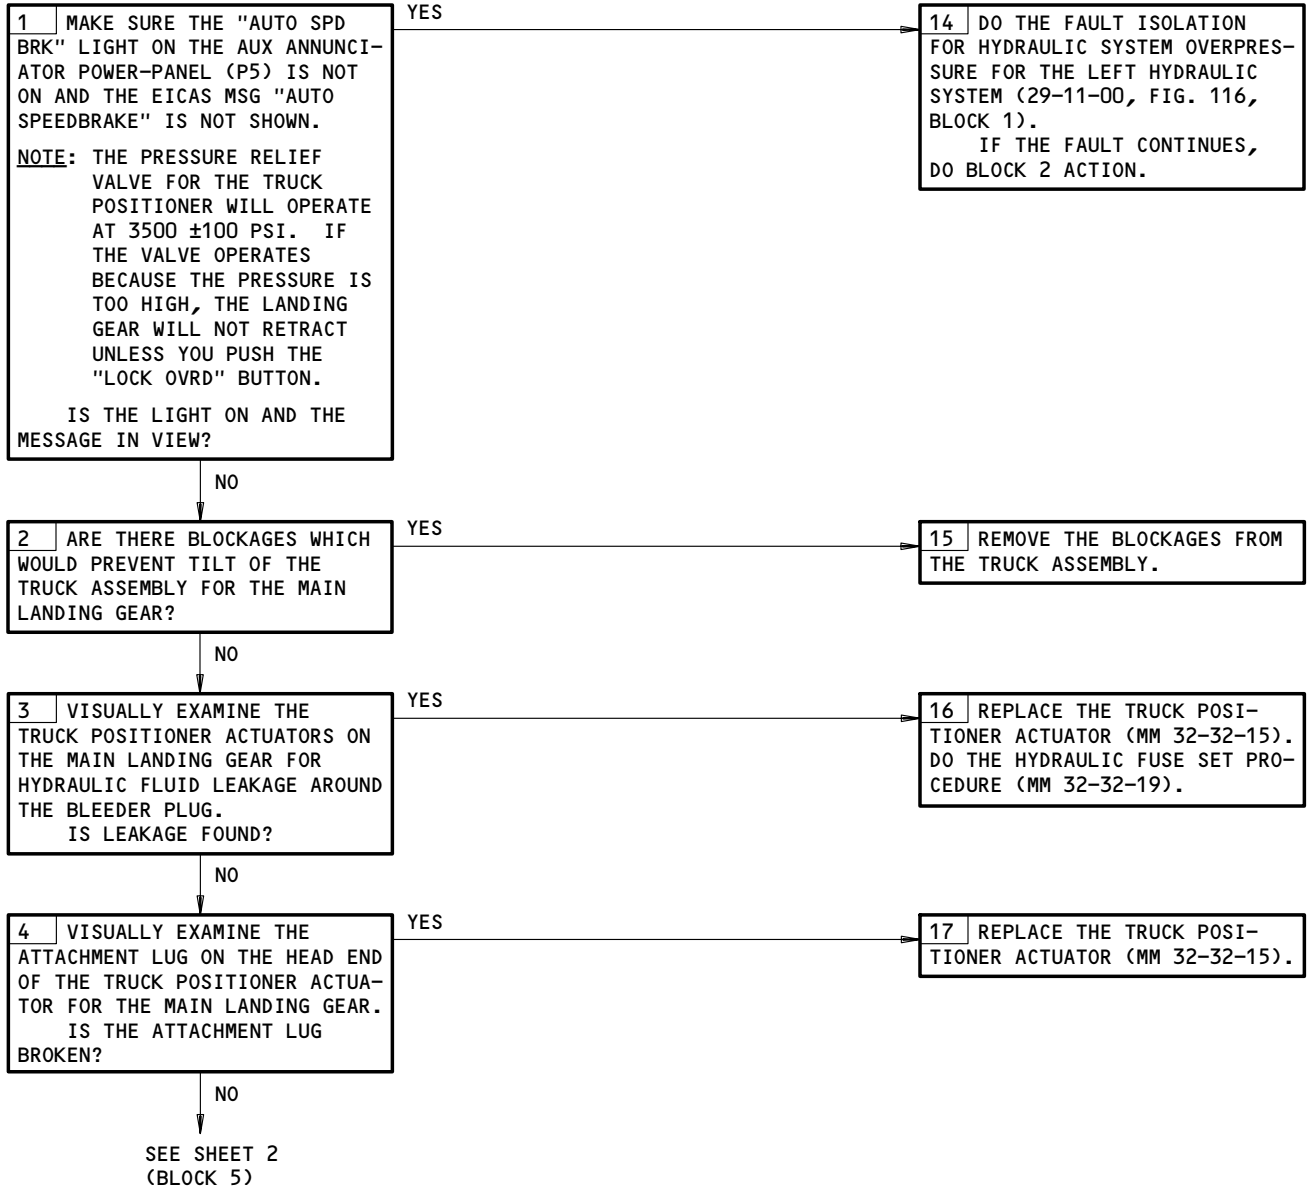 1 MAKE SURE THE "AUTO SPD
BRK" LIGHT ON THE AUX ANNUNCI-
ATOR POWER-PANEL (P5) IS NOT
ON AND THE EICAS MSG "AUTO
SPEEDBRAKE" IS NOT SHOWN.
NOTE: THE PRESSURE RELIEF
VALVE FOR THE TRUCK
POSITIONER WILL OPERATE
AT 3500 ±100 PSI. IF
THE VALVE OPERATES
BECAUSE THE PRESSURE IS
TOO HIGH, THE LANDING
GEAR WILL NOT RETRACT
UNLESS YOU PUSH THE
"LOCK OVRD" BUTTON.
IS THE LIGHT ON AND THE
MESSAGE IN VIEW?
YES
14 DO THE FAULT ISOLATION
FOR HYDRAULIC SYSTEM OVERPRES-
SURE FOR THE LEFT HYDRAULIC
SYSTEM (29-11-00, FIG. 116,
BLOCK 1).
IF THE FAULT CONTINUES,
DO BLOCK 2 ACTION.
NO
2 ARE THERE BLOCKAGES WHICH
WOULD PREVENT TILT OF THE
TRUCK ASSEMBLY FOR THE MAIN
LANDING GEAR?
YES
15 REMOVE THE BLOCKAGES FROM
THE TRUCK ASSEMBLY.
NO
3 VISUALLY EXAMINE THE
TRUCK POSITIONER ACTUATORS ON
THE MAIN LANDING GEAR FOR
HYDRAULIC FLUID LEAKAGE AROUND
THE BLEEDER PLUG.
IS LEAKAGE FOUND?
YES
16 REPLACE THE TRUCK POSI-
TIONER ACTUATOR (MM 32-32-15).
DO THE HYDRAULIC FUSE SET PRO-
CEDURE (MM 32-32-19).
NO
4 VISUALLY EXAMINE THE
ATTACHMENT LUG ON THE HEAD END
OF THE TRUCK POSITIONER ACTUA-
TOR FOR THE MAIN LANDING GEAR.
IS THE ATTACHMENT LUG
BROKEN?
YES
17 REPLACE THE TRUCK POSI-
TIONER ACTUATOR (MM 32-32-15).
NO
SEE SHEET 2
(BLOCK 5)